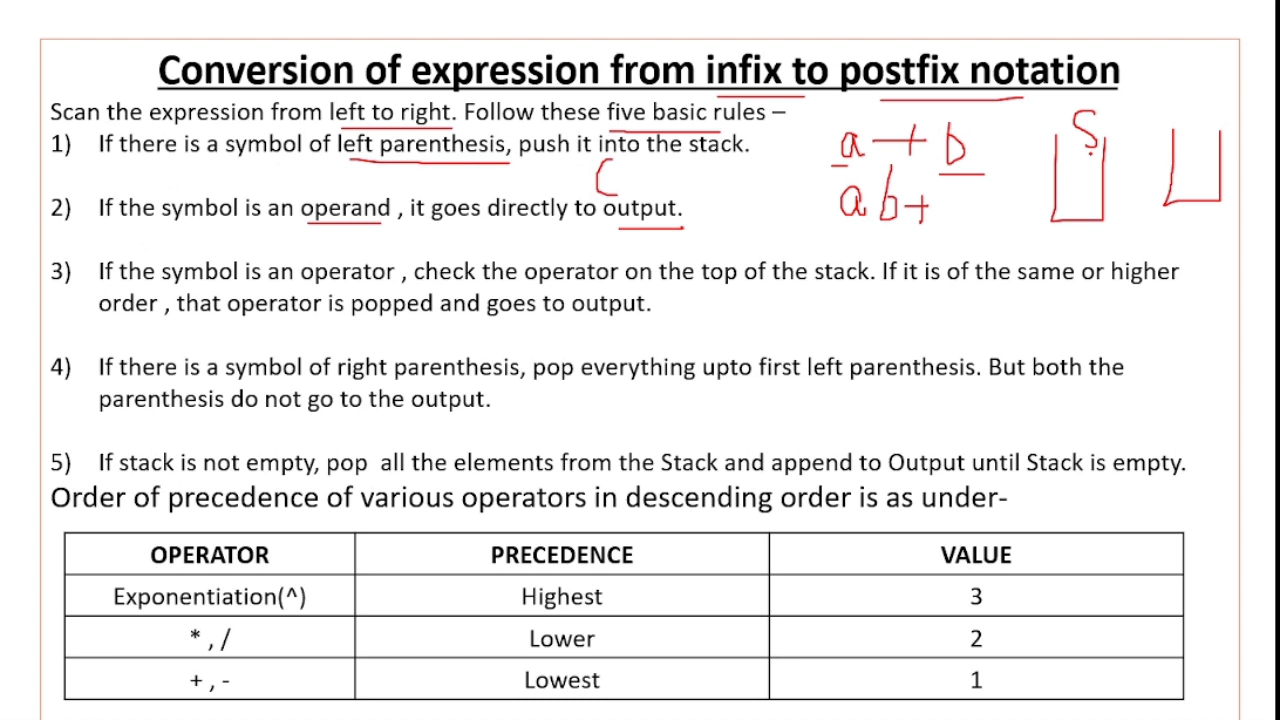 Conversion of expression from infix to postfix notation
Scan the expression from left to right. Follow these five basic rules –
1) If there is a symbol of left parenthesis, push it into the stack.
a + b
S
(
2) If the symbol is an operand , it goes directly to output.
a b +
3) If the symbol is an operator , check the operator on the top of the stack. If it is of the same or higher
order , that operator is popped and goes to output.
4) If there is a symbol of right parenthesis, pop everything upto first left parenthesis. But both the
parenthesis do not go to the output.
5) If stack is not empty, pop all the elements from the Stack and append to Output until Stack is empty.
Order of precedence of various operators in descending order is as under-
OPERATOR PRECEDENCE VALUE
Exponentiation(^) Highest 3
* , / Lower 2
+ , - Lowest 1